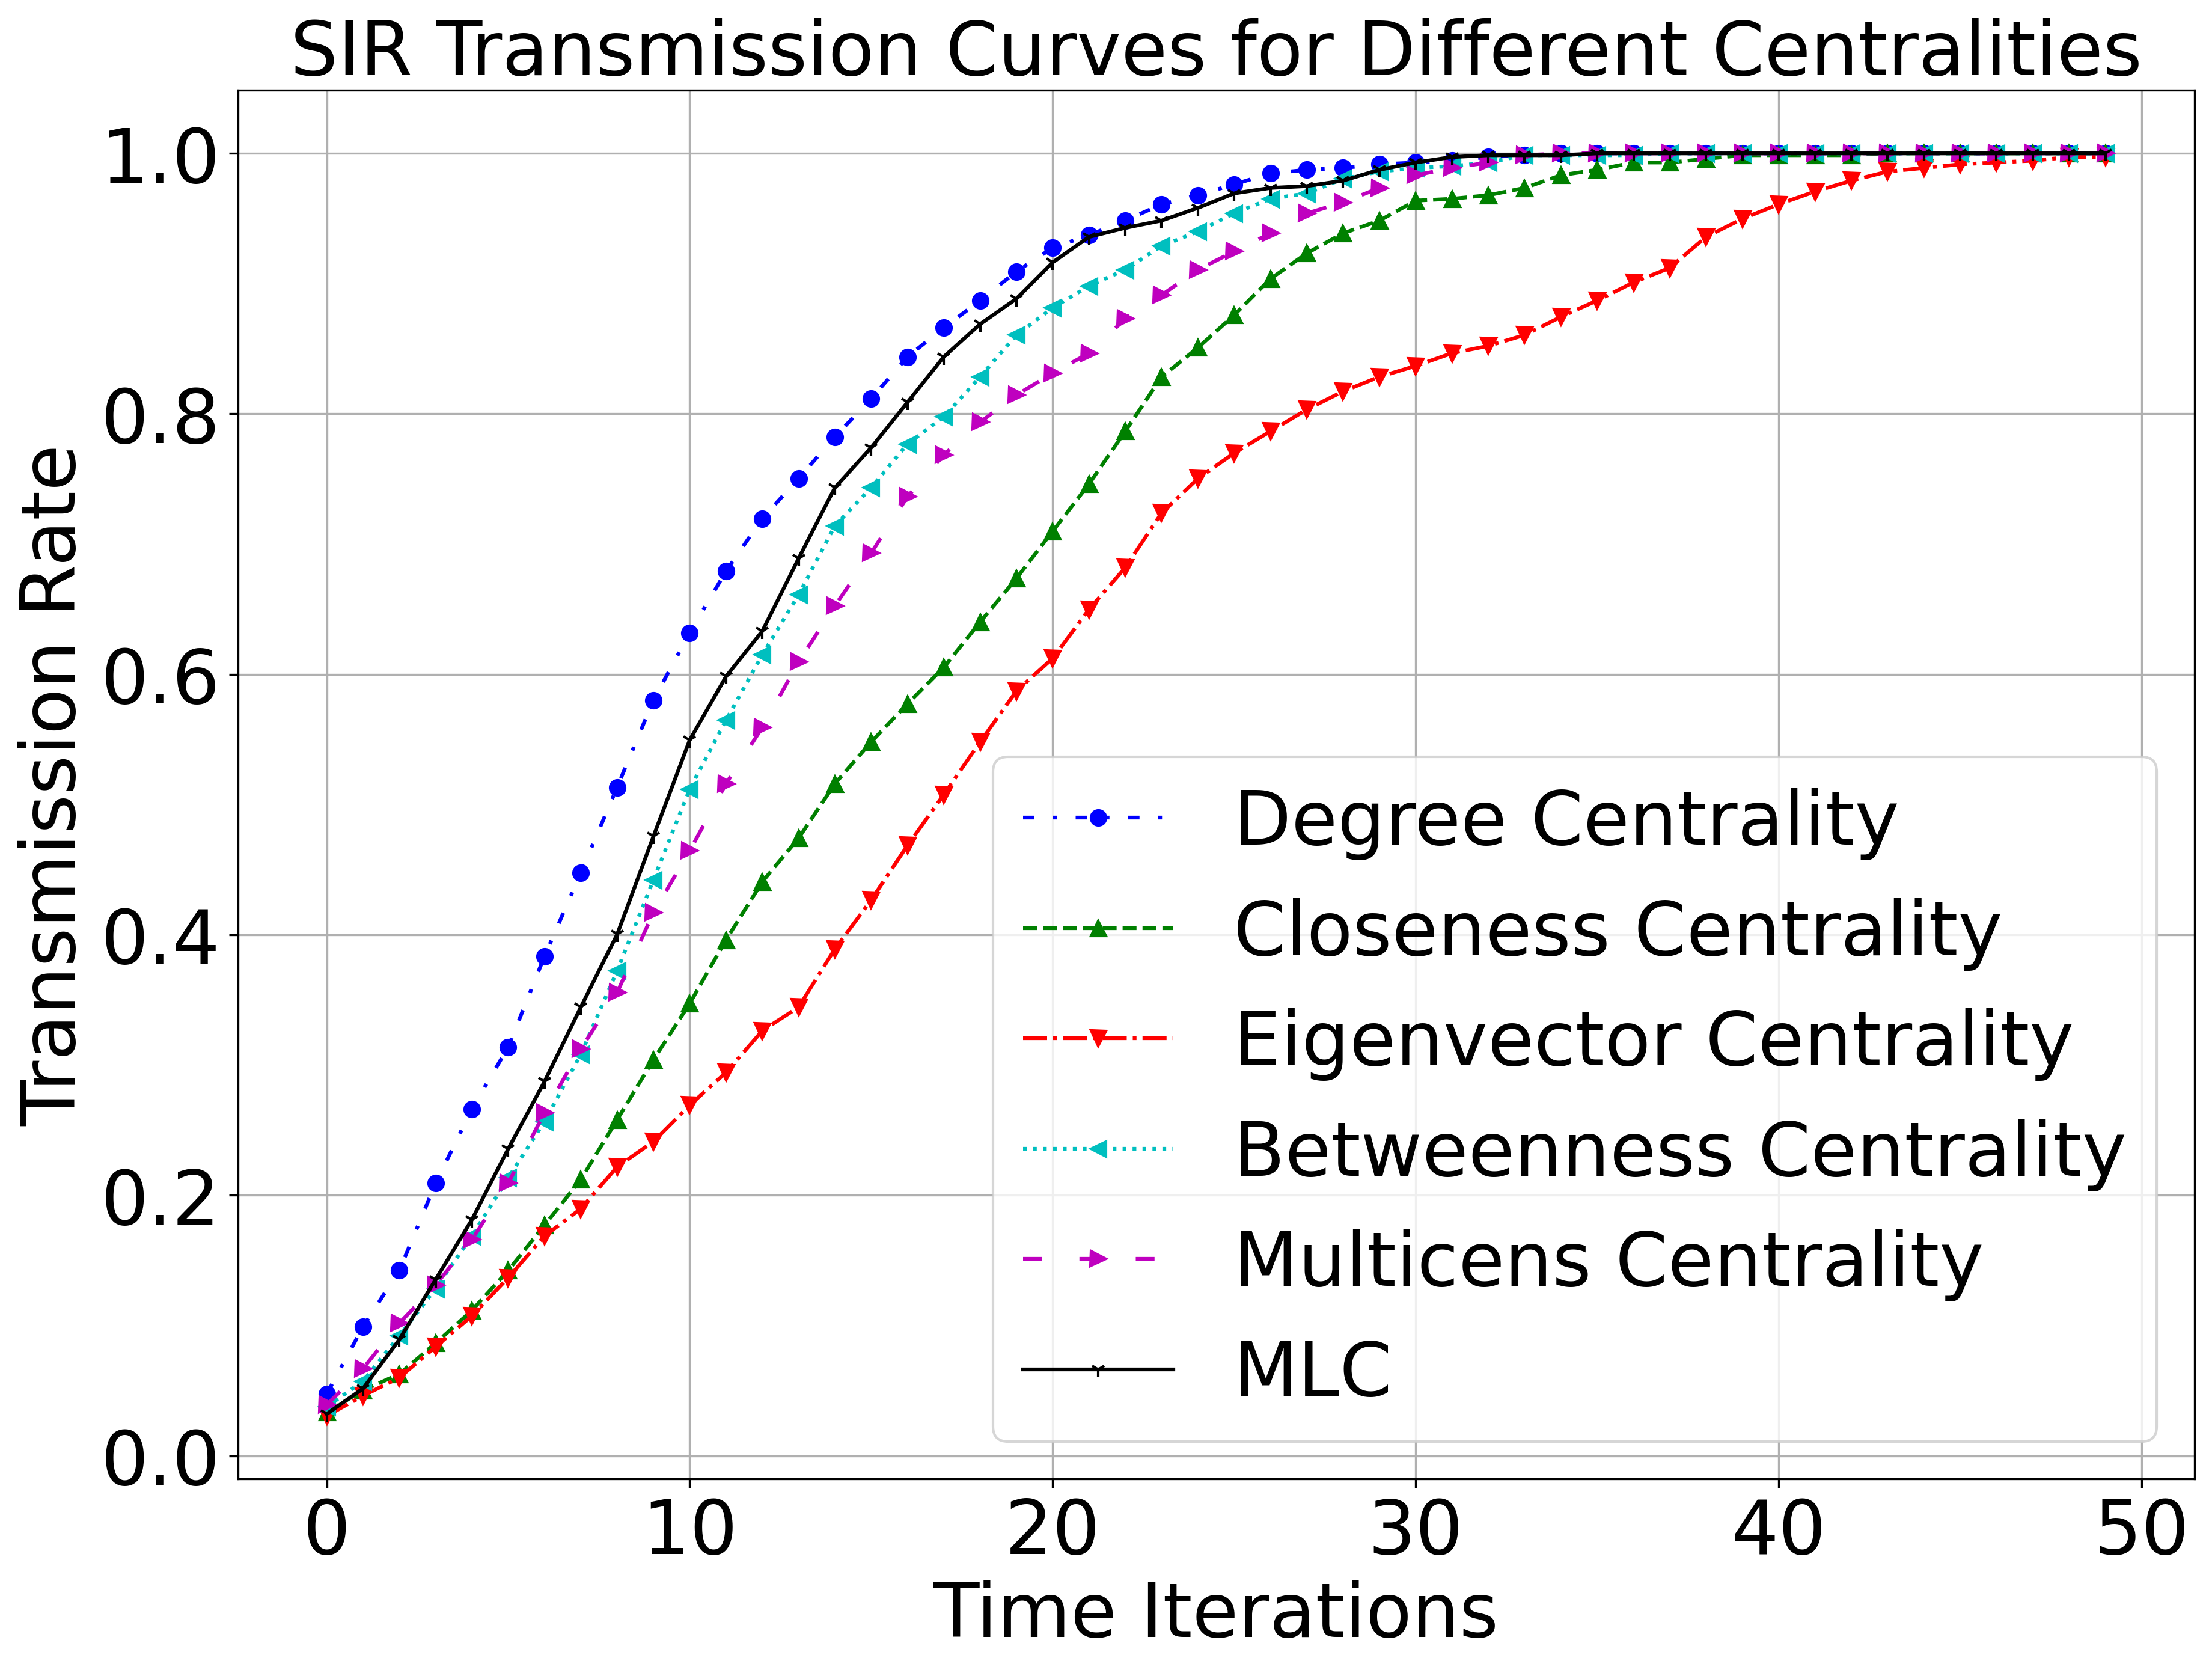 SIR Transmission Curves for Different Centralities
1.0
0.8
0.6
0.4
0.2
0.0
Transmission Rate
Degree Centrality
Closeness Centrality
Eigenvector Centrality
Betweenness Centrality
Multicens Centrality
MLC
0 10 20 30 40 50
Time Iterations